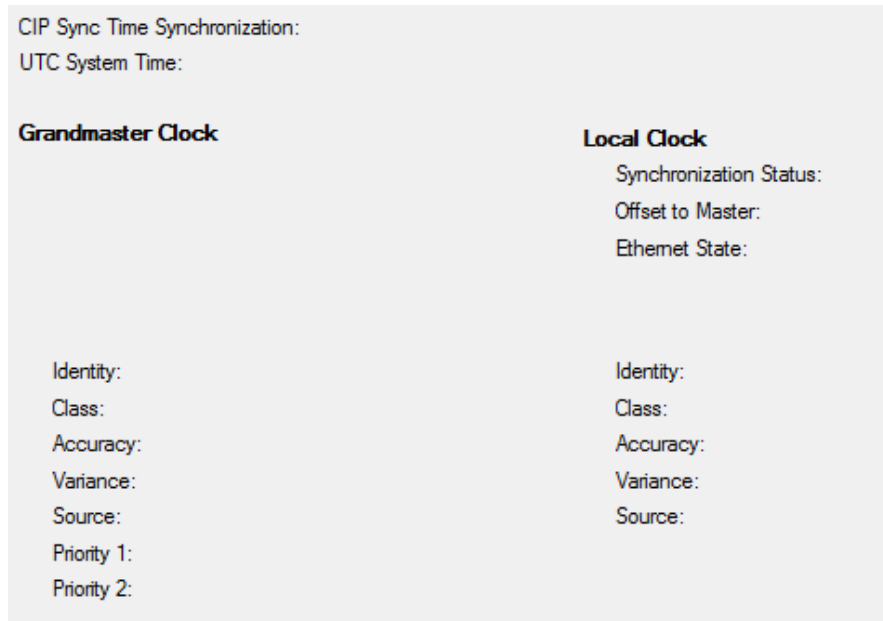 CIP Sync Time Synchronization:
UTC System Time:
Grandmaster Clock
Identity:
Class:
Accuracy:
Variance:
Source:
Priority 1:
Priority 2:
Local Clock
Synchronization Status:
Offset to Master:
Ethernet State:
Identity:
Class:
Accuracy:
Variance:
Source: